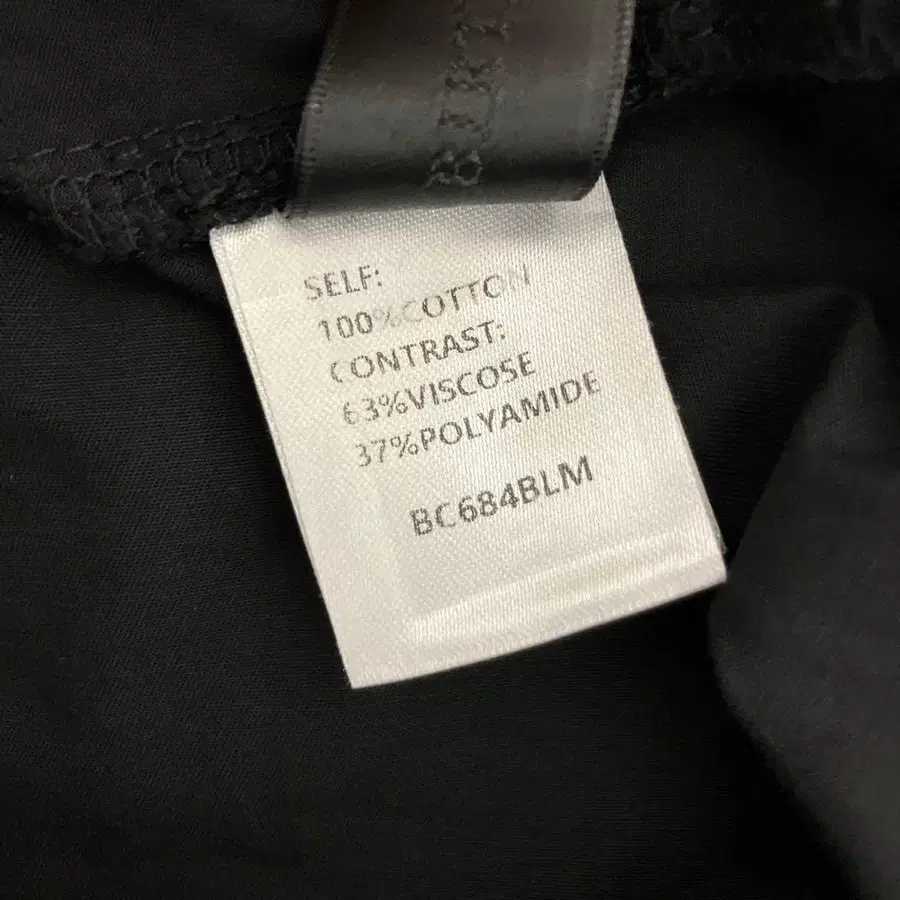 SELF:
100%COTTON
CONTRAST:
63%VISCOSE
37%POLYAMIDE
BC684BLM